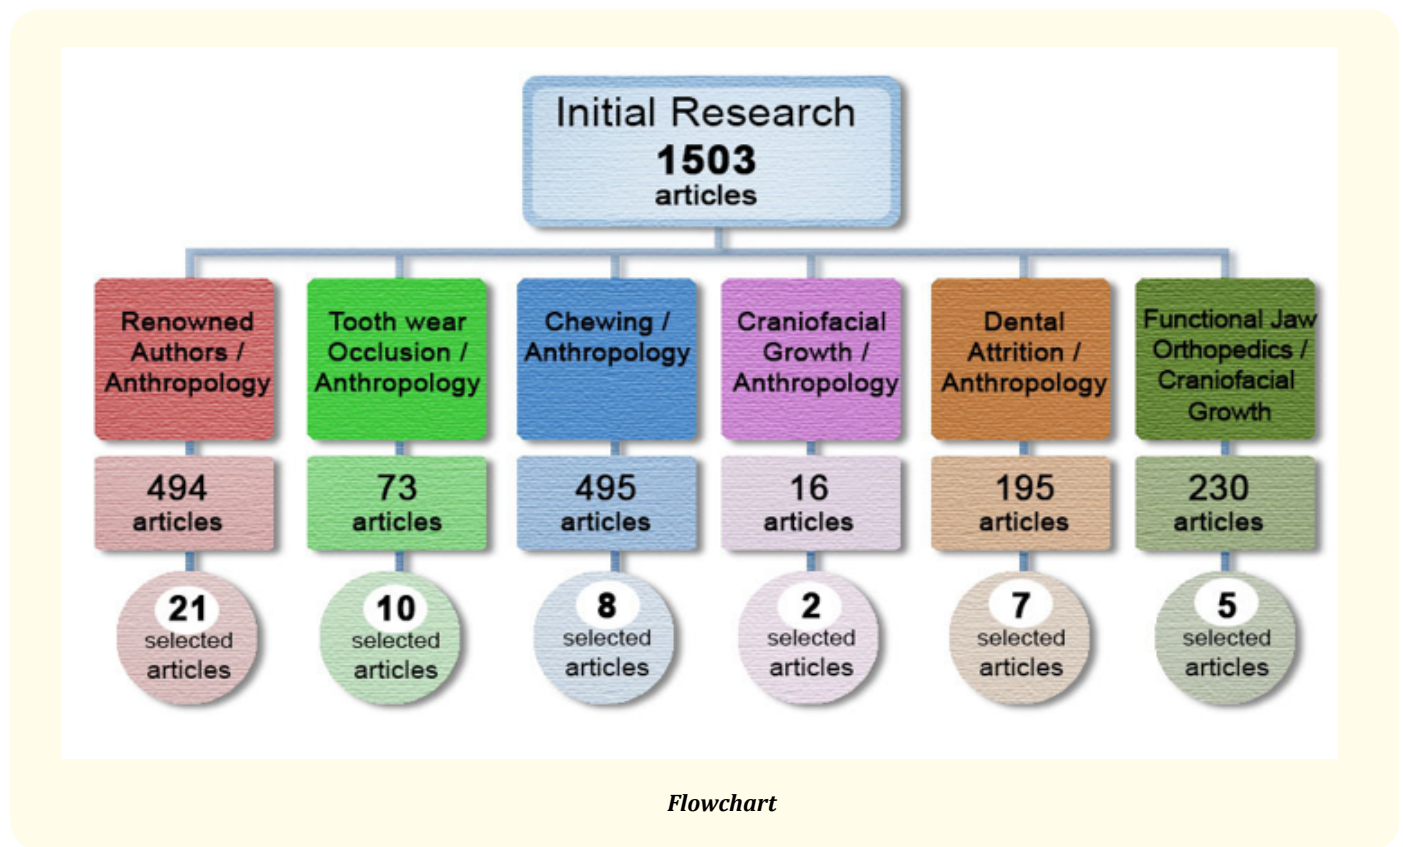 Initial Research
1503
articles
Renowned
Authors /
Anthropology
Tooth wear
Occlusion /
Anthropology
Chewing /
Anthropology
Craniofacial
Growth /
Anthropology
Dental
Attrition /
Anthropology
Functional Jaw
Orthopedics /
Craniofacial
Growth
494
articles
73
articles
495
articles
16
articles
195
articles
230
articles
21
selected
articles
10
selected
articles
8
selected
articles
2
selected
articles
7
selected
articles
5
selected
articles
Flowchart